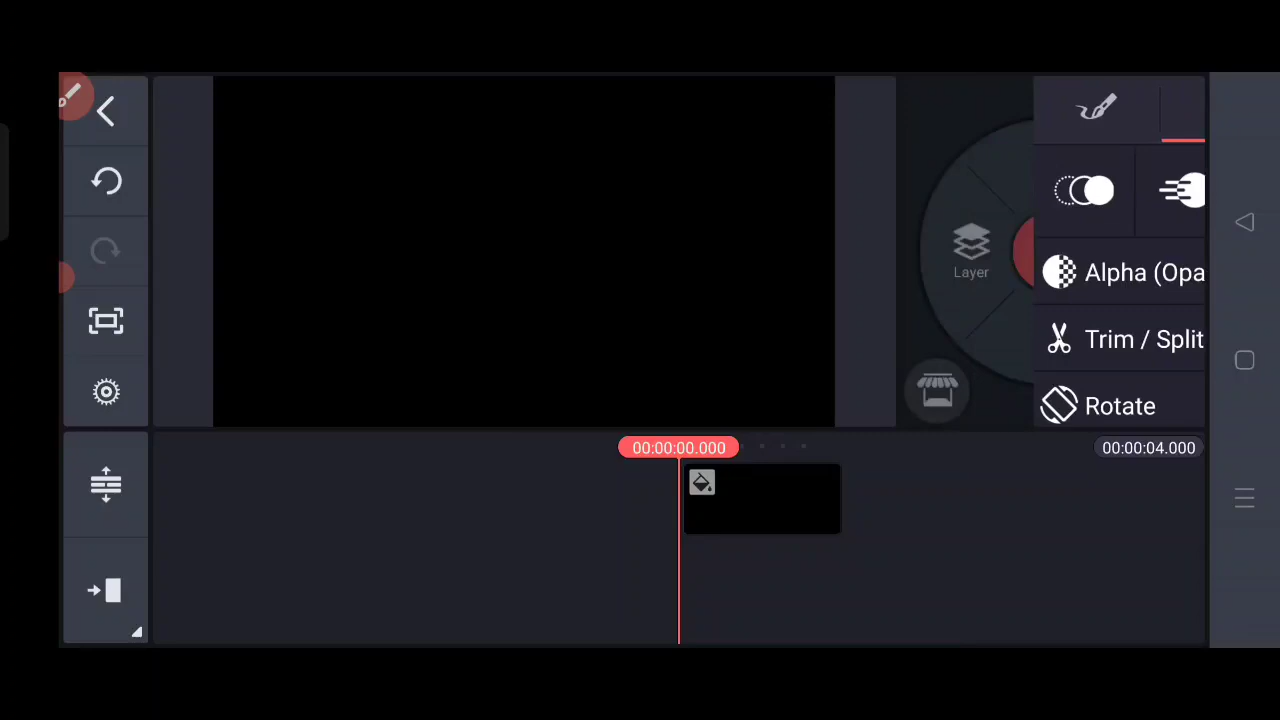 Layer
Alpha (Opa
Trim / Split
Rotate
00:00:00.000
00:00:04.000